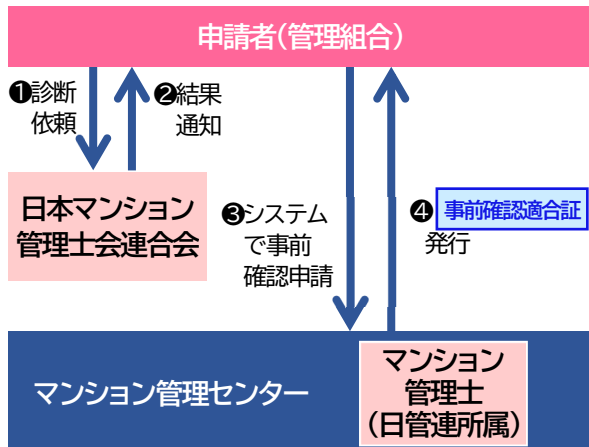 申請者(管理組合)
❶診断
依頼
❷結果
通知
日本マンション
管理士会連合会
❸システム
で事前
確認申請
❹ 事前確認適合証
発行
マンション管理センター
マンション
管理士
(日管連所属)